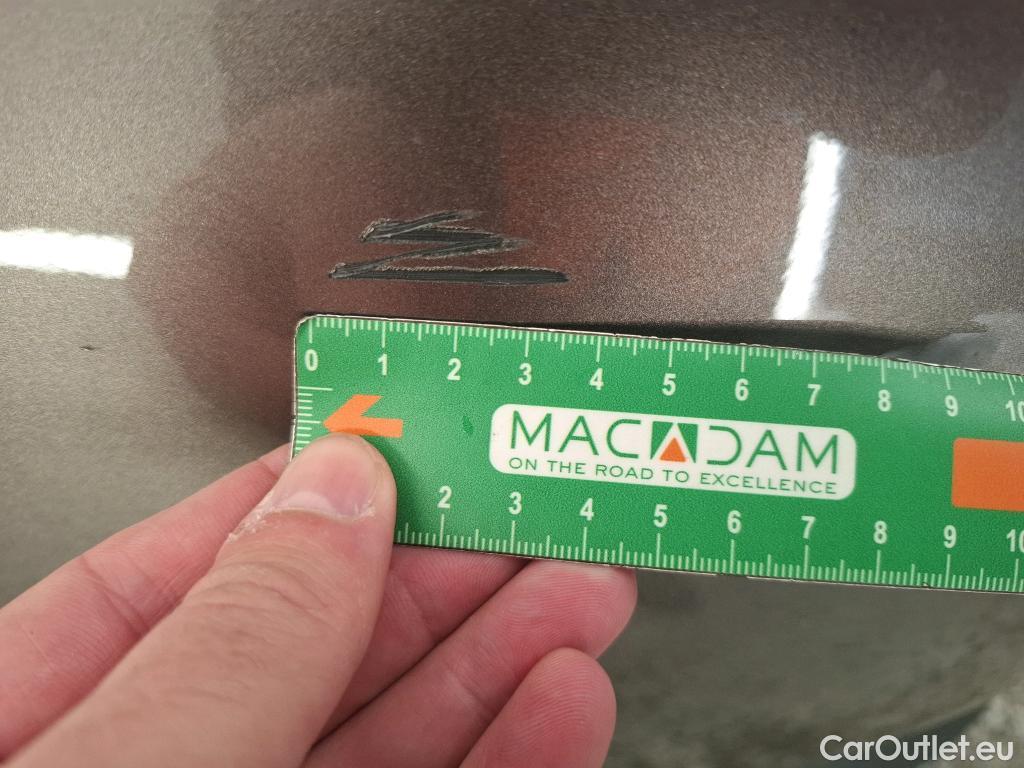 0 1 2 3 4 5 6 7 8 9 10
MACADAM
ON THE ROAD TO EXCELLENCE
2 3 4 5 6 7 8 9 10
CarOutlet.eu